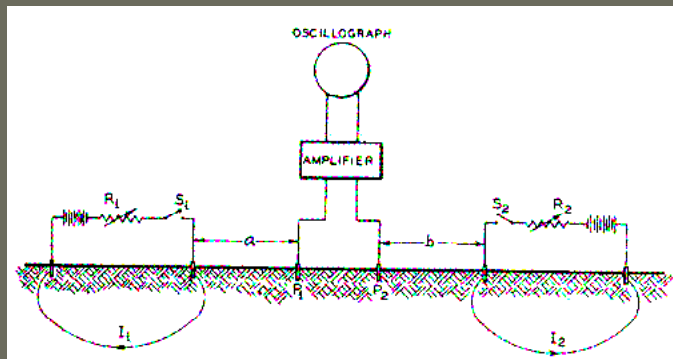 OSCILLOGRAPH
AMPLIFIER
R1 S1 S2 R2
a b
P1 P2
I1 I2